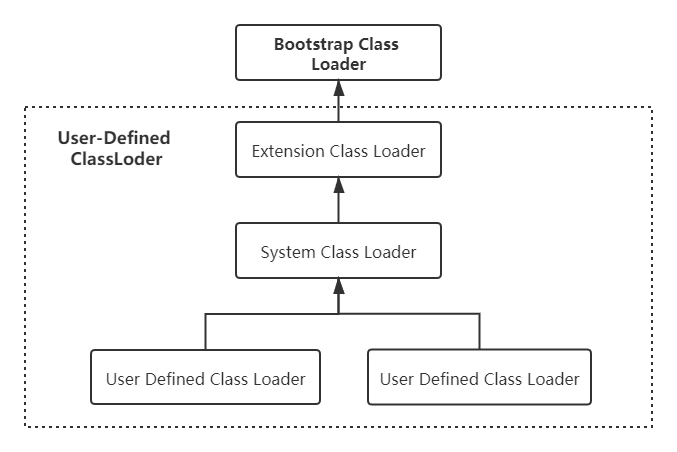 Bootstrap Class
Loader
User-Defined
ClassLoder
Extension Class Loader
System Class Loader
User Defined Class Loader
User Defined Class Loader